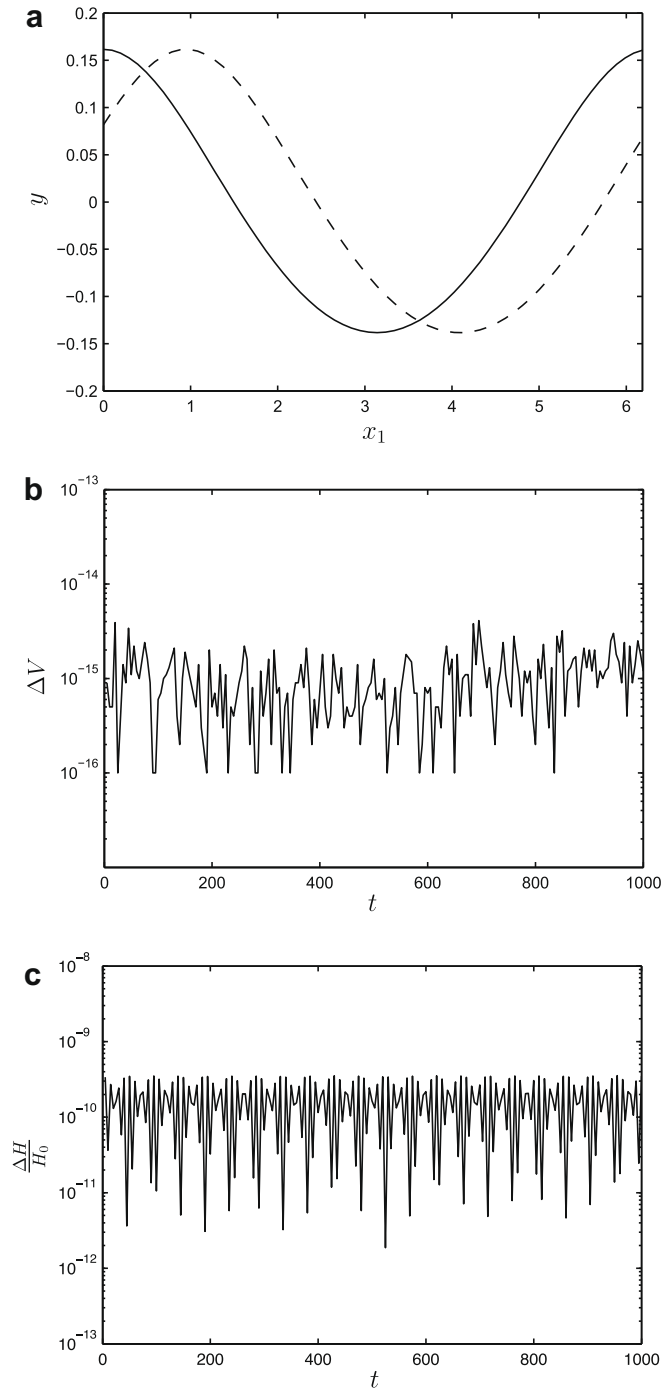 a
0.2
0.15
0.1
0.05
0
−0.05
−0.1
−0.15
−0.2
y
0 1 2 3 4 5 6
x₁
b
10⁻¹³
10⁻¹⁴
10⁻¹⁵
10⁻¹⁶
ΔV
0 200 400 600 800 1000
t
c
10⁻⁸
10⁻⁹
10⁻¹⁰
10⁻¹¹
10⁻¹²
10⁻¹³
ΔH
H₀
0 200 400 600 800 1000
t